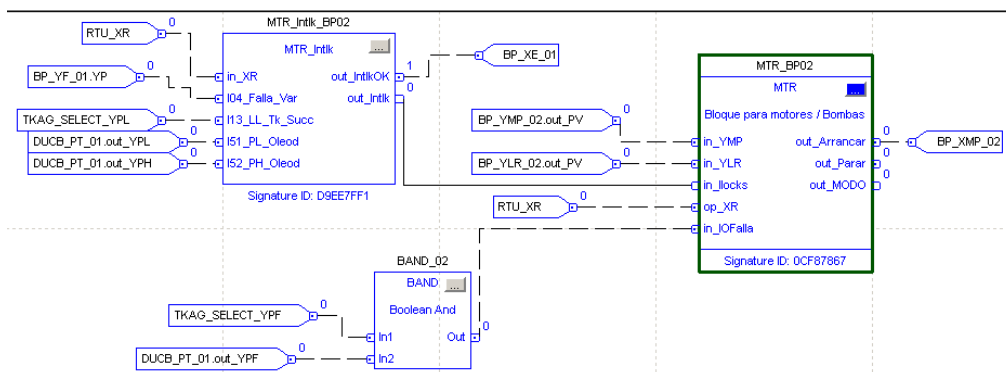 MTR_Intlk_BP02
MTR_Intlk
...
RTU_XR
0
in_XR
out_IntlkOK
1
BP_XE_01
0
BP_YF_01.YP
0
I04_Falla_Var
out_Intlk
0
TKAG_SELECT_YPL
0
I13_LL_Tk_Succ
DUCB_PT_01.out_YPL
0
I51_PL_Oleod
DUCB_PT_01.out_YPH
0
I52_PH_Oleod
Signature ID: D9EE7FF1
MTR_BP02
MTR
...
Bloque para motores / Bombas
BP_YMP_02.out_PV
0
in_YMP
out_Arrancar
0
BP_XMP_02
0
BP_YLR_02.out_PV
0
in_YLR
out_Parar
0
in_Ilocks
out_MODO
0
RTU_XR
0
op_XR
in_IOFalla
Signature ID: 0CF87867
BAND_02
BAND
...
Boolean And
TKAG_SELECT_YPF
0
In1
Out
0
DUCB_PT_01.out_YPF
0
In2